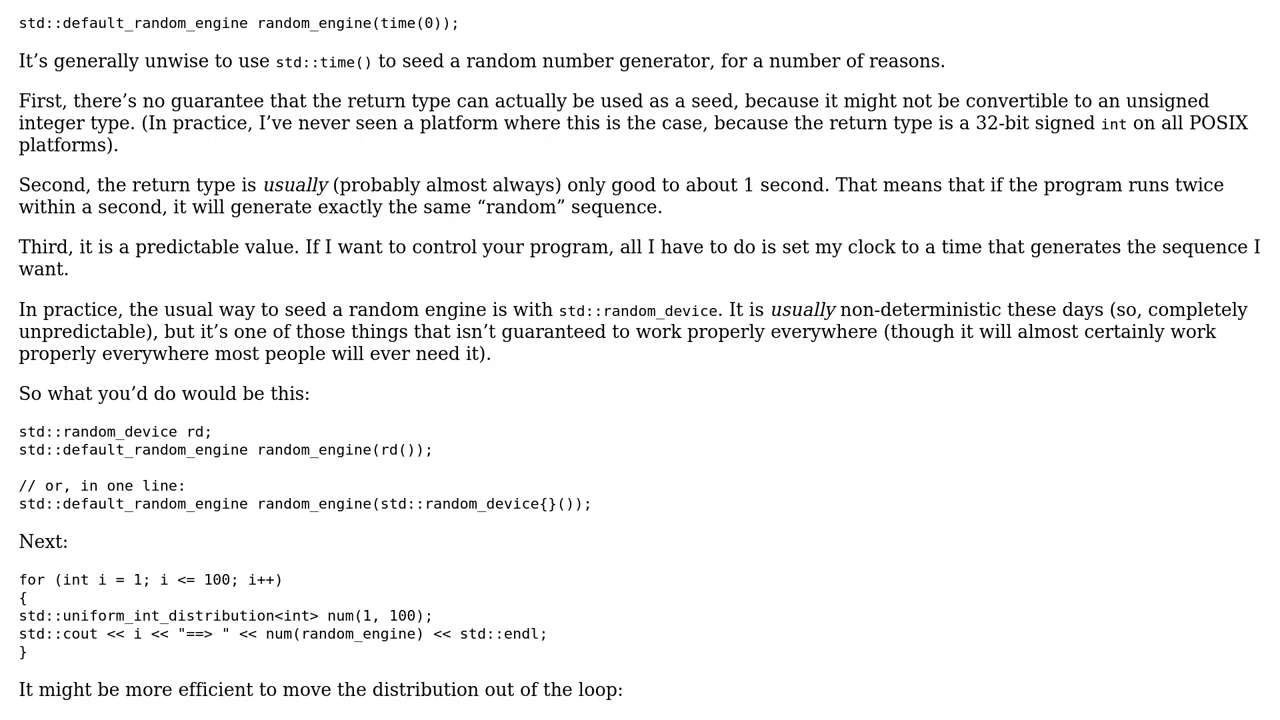 std::default_random_engine random_engine(time(0));
It’s generally unwise to use std::time() to seed a random number generator, for a number of reasons.
First, there’s no guarantee that the return type can actually be used as a seed, because it might not be convertible to an unsigned
integer type. (In practice, I’ve never seen a platform where this is the case, because the return type is a 32-bit signed int on all POSIX
platforms).
Second, the return type is usually (probably almost always) only good to about 1 second. That means that if the program runs twice
within a second, it will generate exactly the same “random” sequence.
Third, it is a predictable value. If I want to control your program, all I have to do is set my clock to a time that generates the sequence I
want.
In practice, the usual way to seed a random engine is with std::random_device. It is usually non-deterministic these days (so, completely
unpredictable), but it’s one of those things that isn’t guaranteed to work properly everywhere (though it will almost certainly work
properly everywhere most people will ever need it).
So what you’d do would be this:
std::random_device rd;
std::default_random_engine random_engine(rd());
// or, in one line:
std::default_random_engine random_engine(std::random_device{}());
Next:
for (int i = 1; i <= 100; i++)
{
std::uniform_int_distribution<int> num(1, 100);
std::cout << i << "==> " << num(random_engine) << std::endl;
}
It might be more efficient to move the distribution out of the loop: